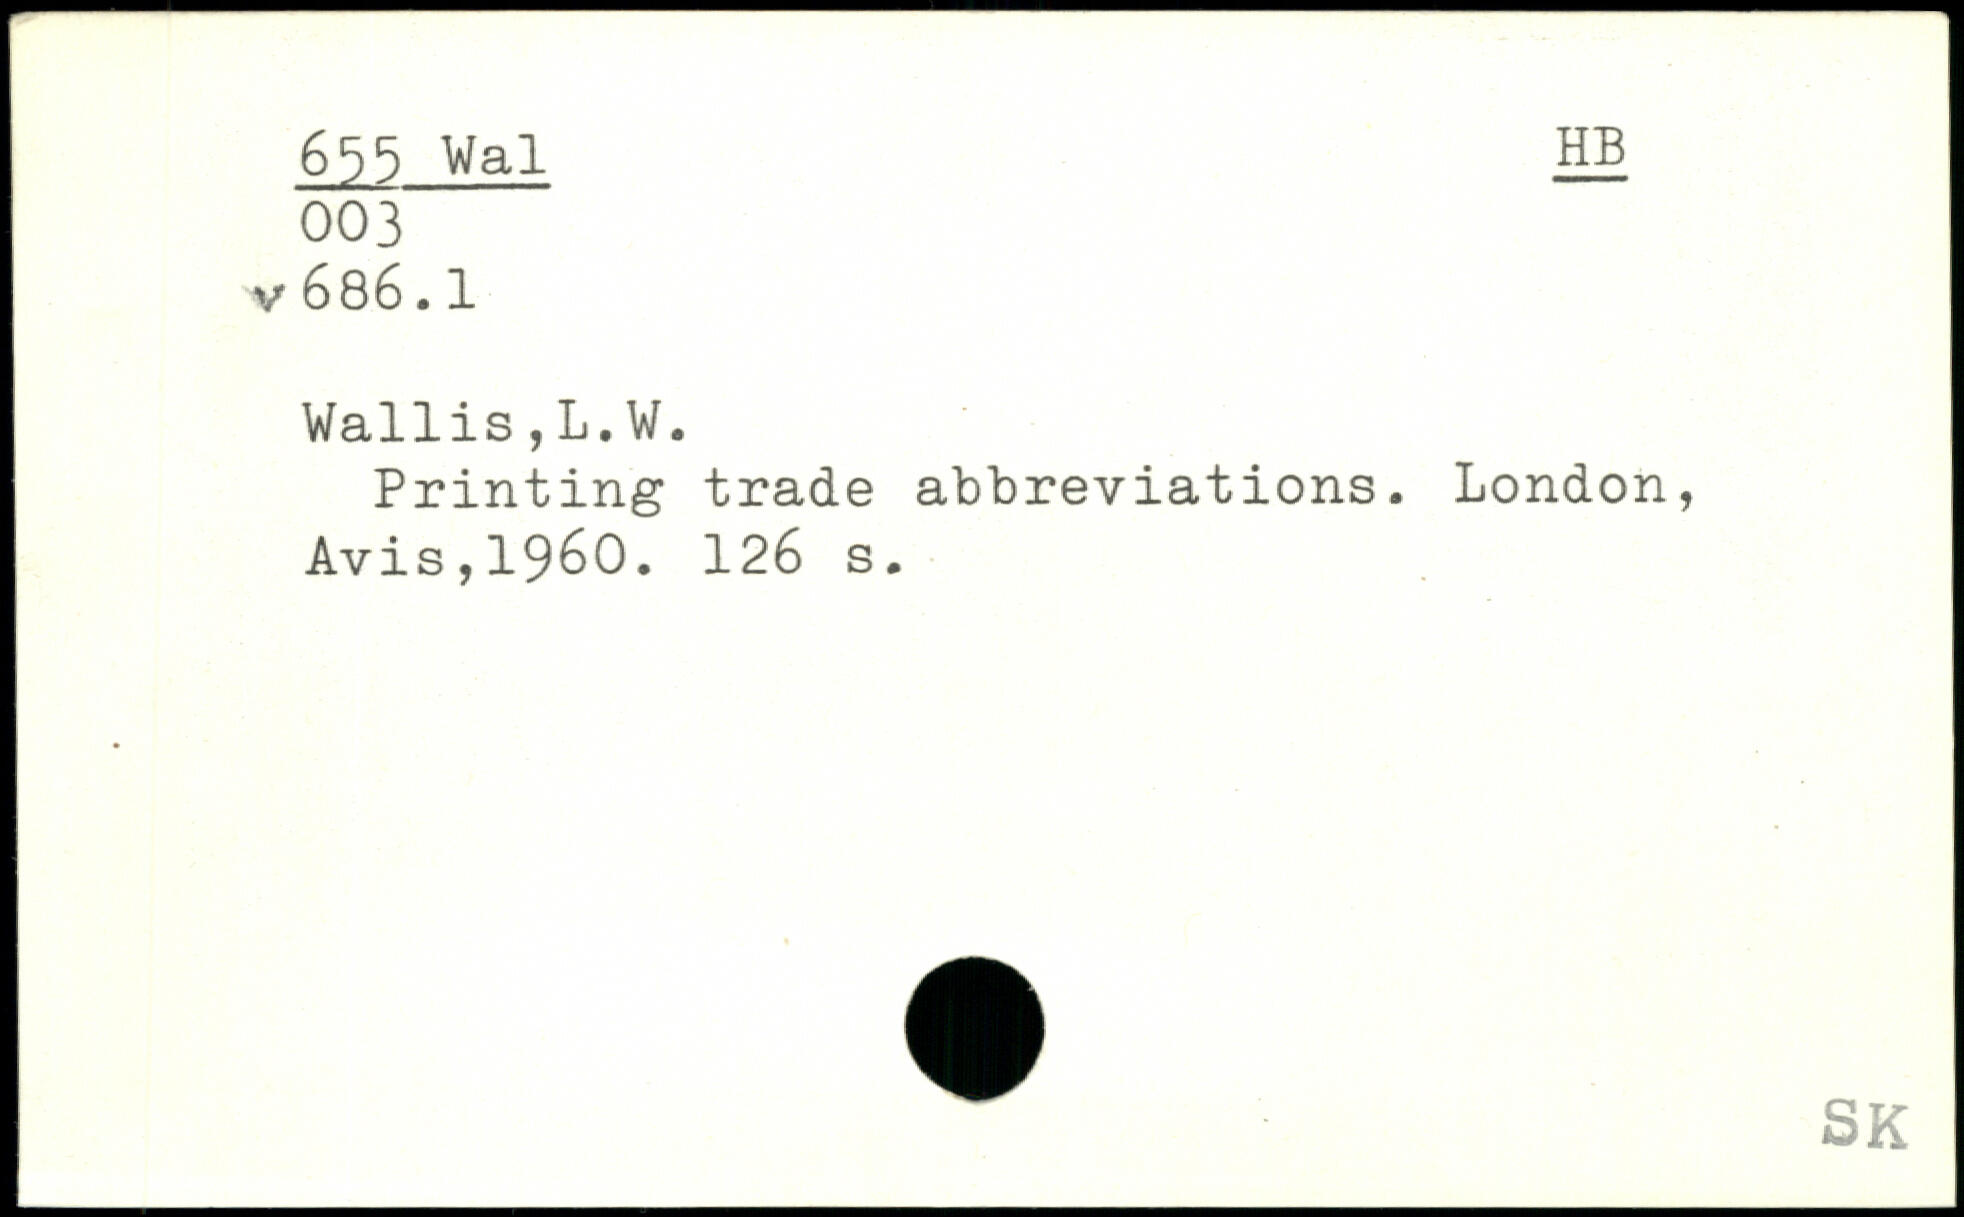 655 Wal HB
003
v 686.1
Wallis,L.W.
Printing trade abbreviations. London,
Avis,1960. 126 s.
SK